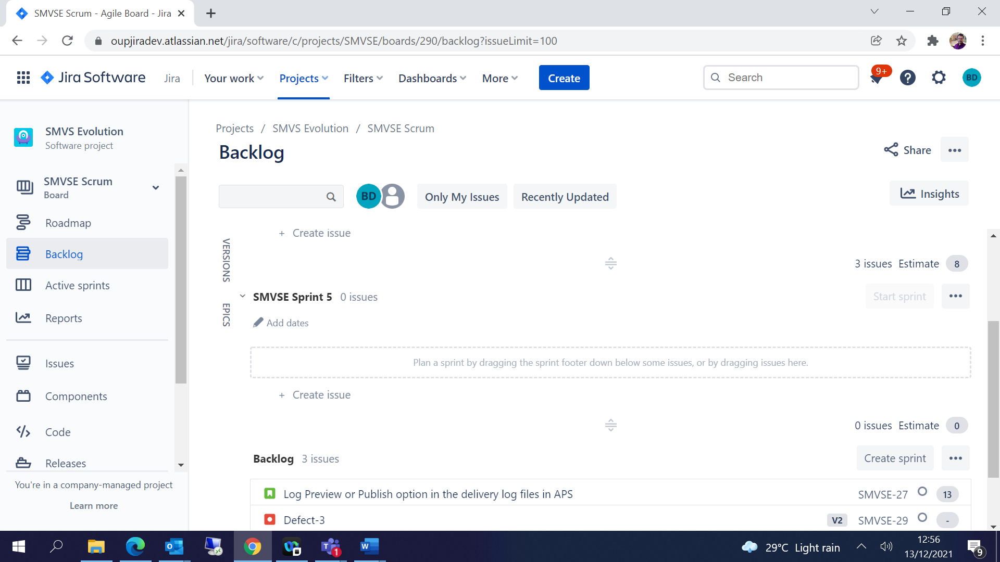 SMVSE Scrum - Agile Board - Jira
oupjiradev.atlassian.net/jira/software/c/projects/SMVSE/boards/290/backlog?issueLimit=100
Jira Software Jira Your work Projects Filters Dashboards More Create Search 9+ BD
SMVS Evolution
Software project
SMVSE Scrum
Board
Roadmap
Backlog
Active sprints
Reports
Issues
Components
Code
Releases
You're in a company-managed project
Learn more
Projects / SMVS Evolution / SMVSE Scrum
Backlog
Share
BD Only My Issues Recently Updated Insights
VERSIONS
EPICS
+ Create issue
3 issues Estimate 8
SMVSE Sprint 5 0 issues Start sprint
Add dates
Plan a sprint by dragging the sprint footer down below some issues, or by dragging issues here.
+ Create issue
0 issues Estimate 0
Backlog 3 issues Create sprint
Log Preview or Publish option in the delivery log files in APS SMVSE-27 13
Defect-3 V2 SMVSE-29 -
29°C Light rain
12:56
13/12/2021
1
9